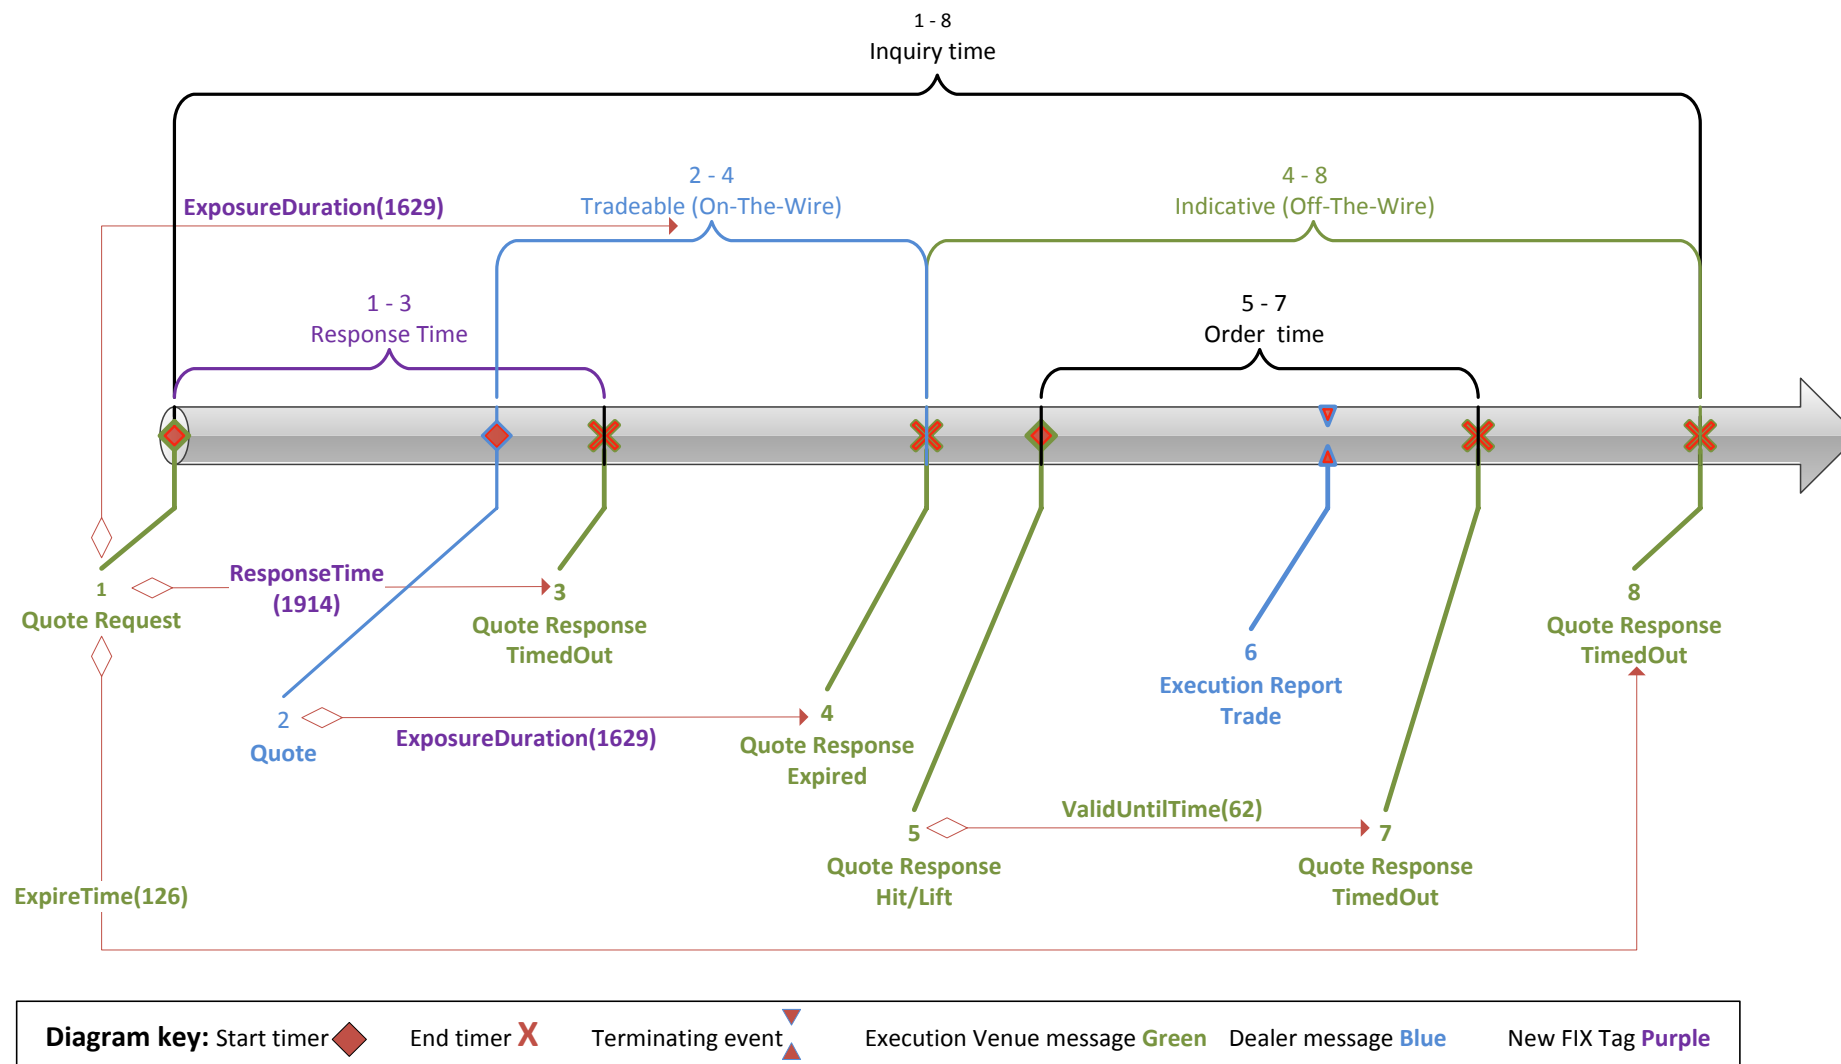 1 - 8
Inquiry time
2 - 4
Tradeable (On-The-Wire)
4 - 8
Indicative (Off-The-Wire)
ExposureDuration(1629)
1 - 3
Response Time
5 - 7
Order time
1
Quote Request
ResponseTime
(1914)
3
Quote Response
TimedOut
8
Quote Response
TimedOut
6
Execution Report
Trade
2
Quote
ExposureDuration(1629)
4
Quote Response
Expired
5
Quote Response
Hit/Lift
ValidUntilTime(62)
7
Quote Response
TimedOut
ExpireTime(126)
Diagram key: Start timer End timer X Terminating event Execution Venue message Green Dealer message Blue New FIX Tag Purple